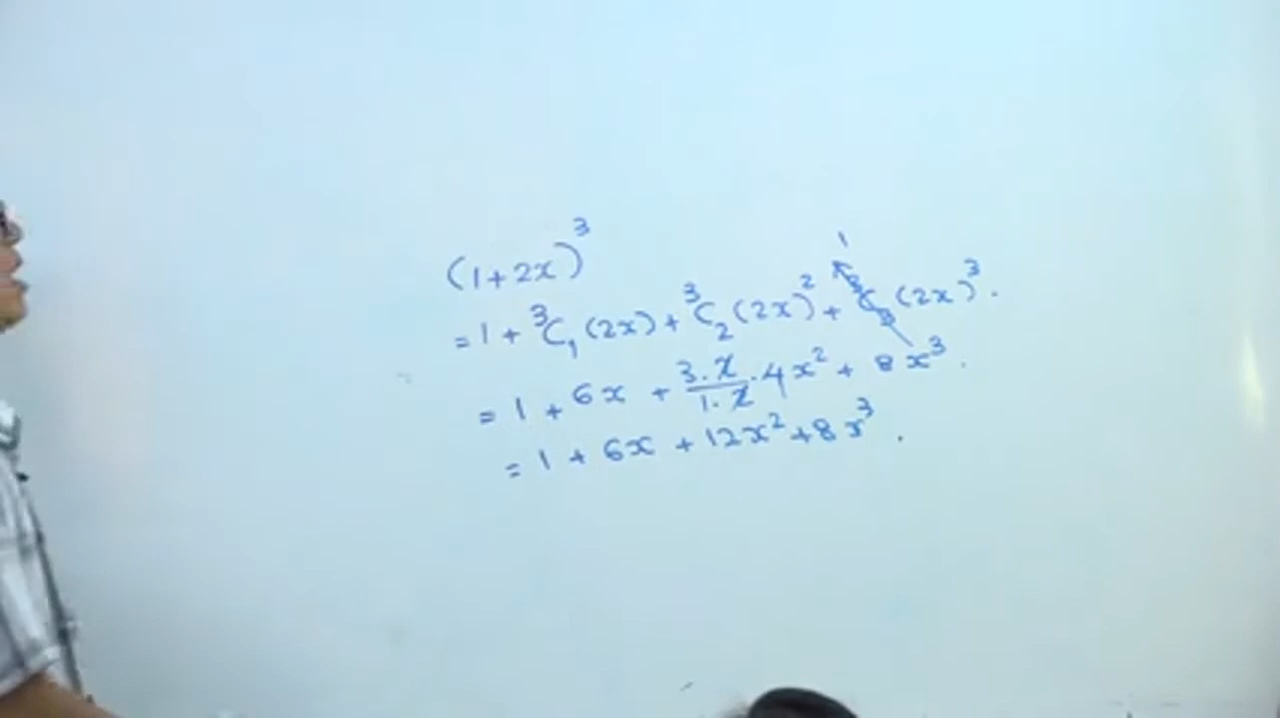 (1+2x)³
= 1 + ³C₁(2x) + ³C₂(2x)² + ³C₃(2x)³. 1
= 1 + 6x + 3.2/1.2 .4x² + 8x³.
= 1 + 6x + 12x² + 8x³.